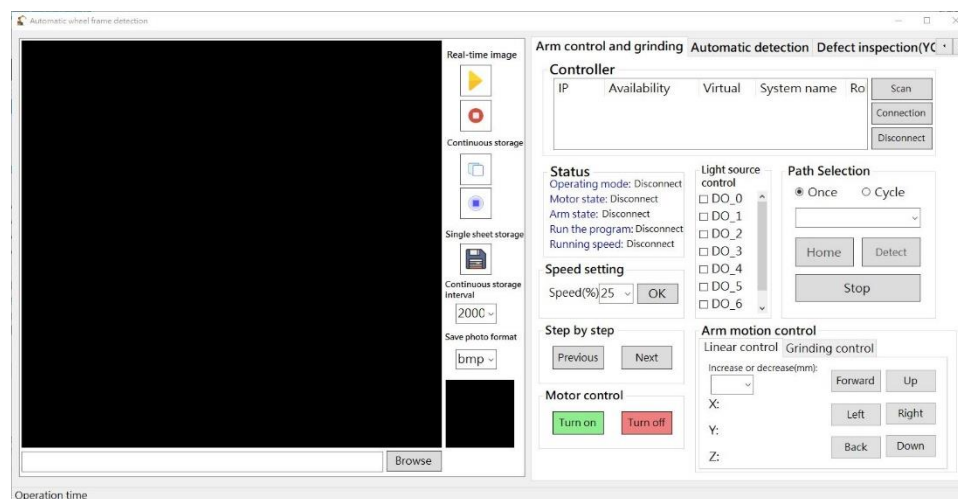 Automatic wheel frame detection
Real-time image
Continuous storage
Single sheet storage
Continuous storage
interval
2000
Save photo format
bmp
Browse
Operation time
Arm control and grinding Automatic detection Defect inspection(YO
Controller
IP Availability Virtual System name Ro
Scan
Connection
Disconnect
Status
Operating mode: Disconnect
Motor state: Disconnect
Arm state: Disconnect
Run the program: Disconnect
Running speed: Disconnect
Light source
control
DO_0
DO_1
DO_2
DO_3
DO_4
DO_5
DO_6
Path Selection
Once Cycle
Home Detect
Stop
Speed setting
Speed(%) 25 OK
Step by step
Previous Next
Motor control
Turn on Turn off
Arm motion control
Linear control Grinding control
Increase or decrease(mm):
X:
Y:
Z:
Forward Up
Left Right
Back Down